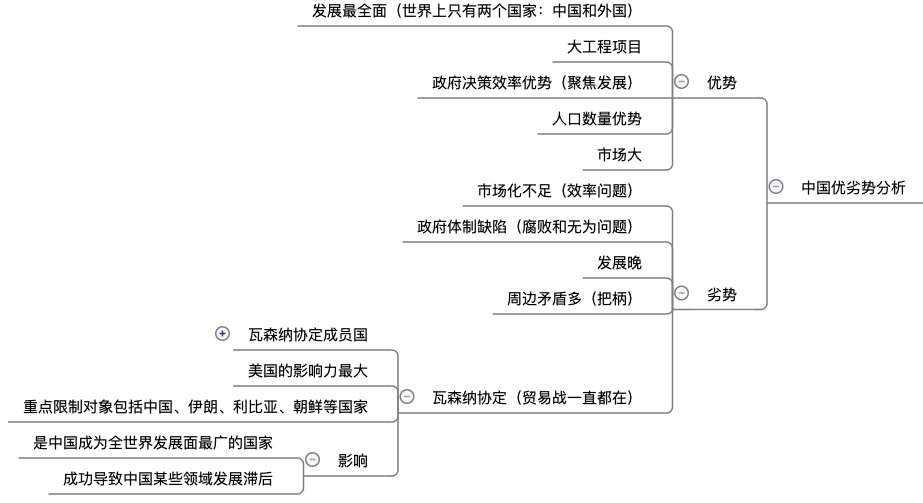 发展最全面（世界上只有两个国家：中国和外国）
大工程项目
政府决策效率优势（聚焦发展）
优势
人口数量优势
市场大
中国优劣势分析
市场化不足（效率问题）
政府体制缺陷（腐败和无为问题）
发展晚
劣势
周边矛盾多（把柄）
瓦森纳协定成员国
美国的影响力最大
瓦森纳协定（贸易战一直都在）
重点限制对象包括中国、伊朗、利比亚、朝鲜等国家
是中国成为全世界发展面最广的国家
影响
成功导致中国某些领域发展滞后